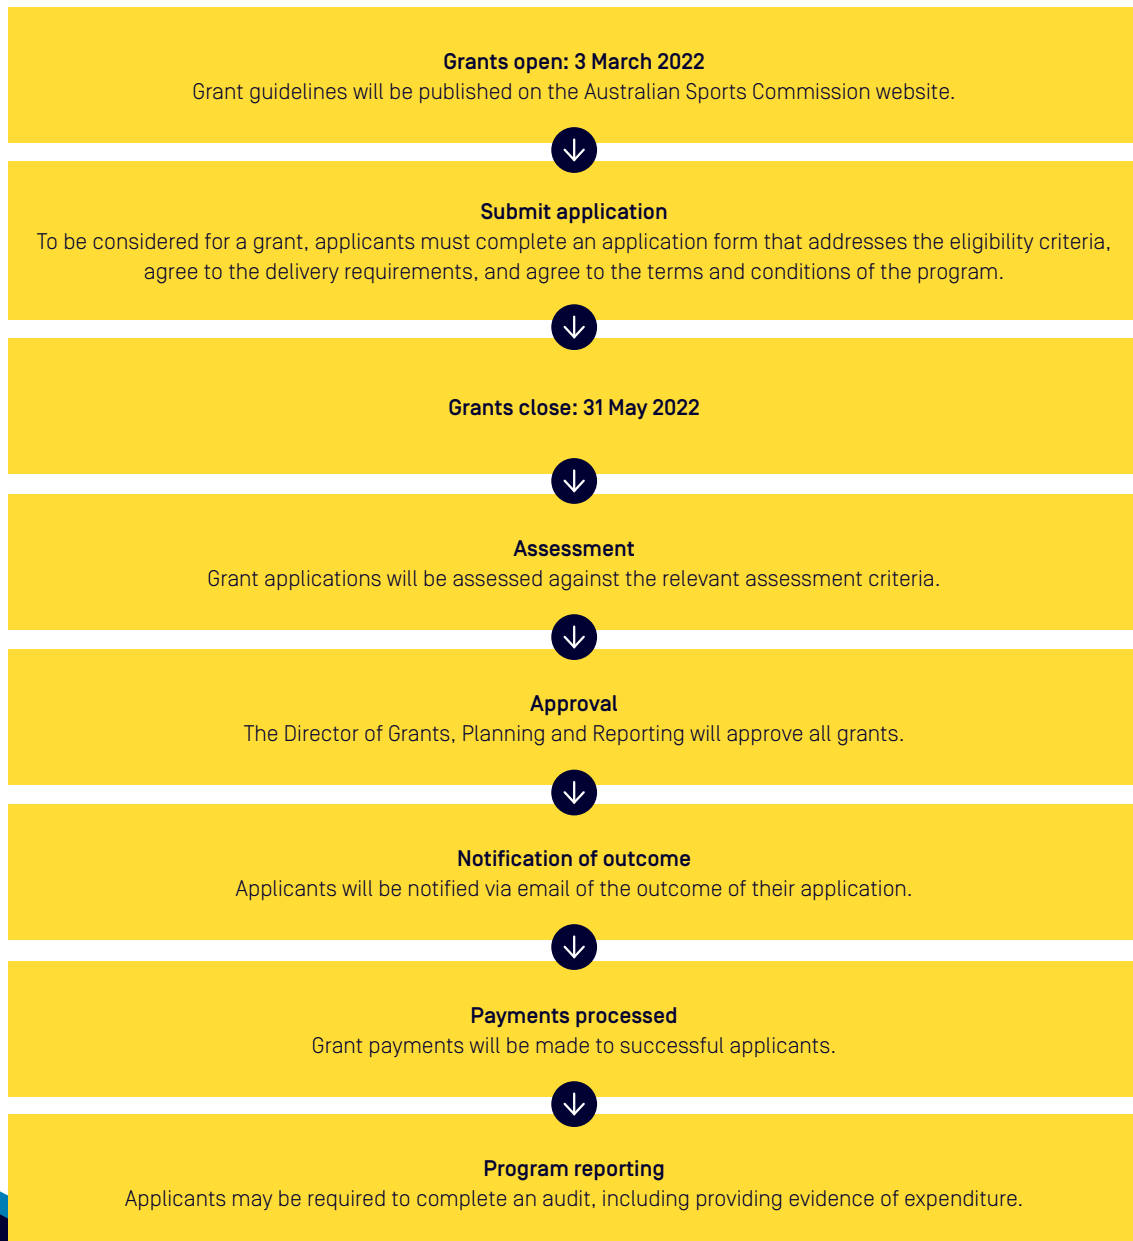 Grants open: 3 March 2022
Grant guidelines will be published on the Australian Sports Commission website.
Submit application
To be considered for a grant, applicants must complete an application form that addresses the eligibility criteria,
agree to the delivery requirements, and agree to the terms and conditions of the program.
Grants close: 31 May 2022
Assessment
Grant applications will be assessed against the relevant assessment criteria.
Approval
The Director of Grants, Planning and Reporting will approve all grants.
Notification of outcome
Applicants will be notified via email of the outcome of their application.
Payments processed
Grant payments will be made to successful applicants.
Program reporting
Applicants may be required to complete an audit, including providing evidence of expenditure.